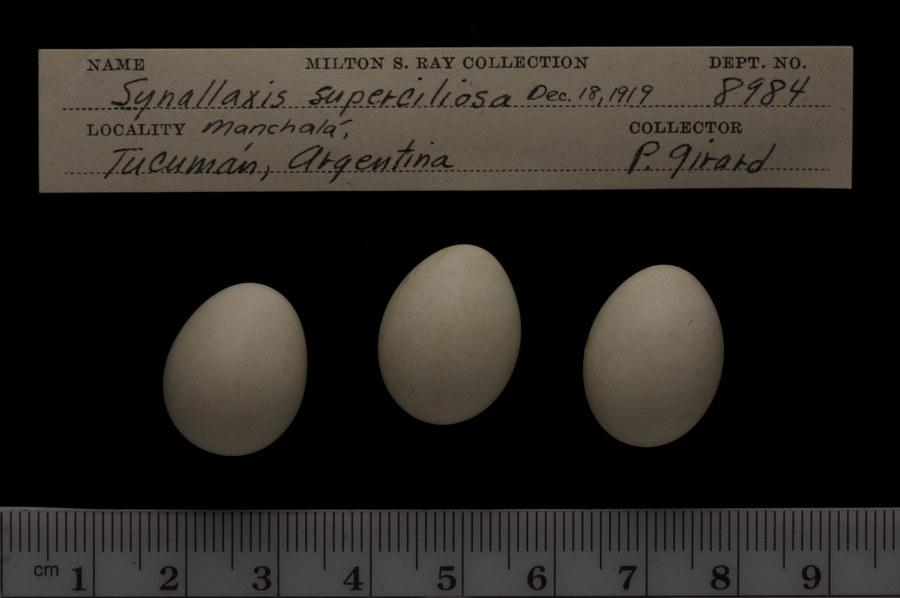 NAME MILTON S. RAY COLLECTION DEPT. NO.
Synallaxis superciliosa Dec. 18, 1919 8984
LOCALITY Manchalá, COLLECTOR
Tucumán, Argentina P. Girard
cm 1 2 3 4 5 6 7 8 9